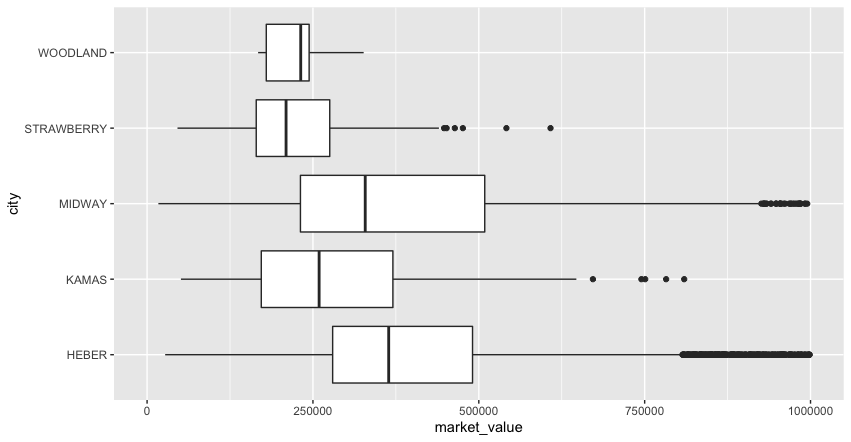 WOODLAND
STRAWBERRY
MIDWAY
KAMAS
HEBER
city
0 250000 500000 750000 1000000
market_value